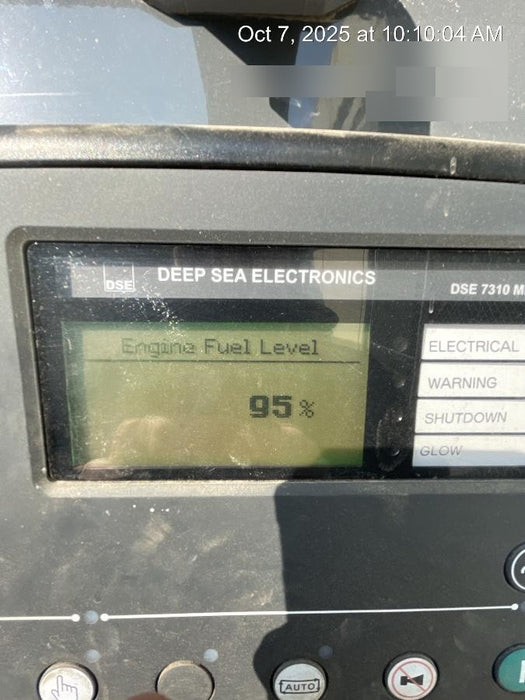 Oct 7, 2025 at 10:10:04 AM
DSE
DEEP SEA ELECTRONICS
DSE 7310 M
Engine Fuel Level
95 %
ELECTRICAL
WARNING
SHUTDOWN
GLOW
AUTO